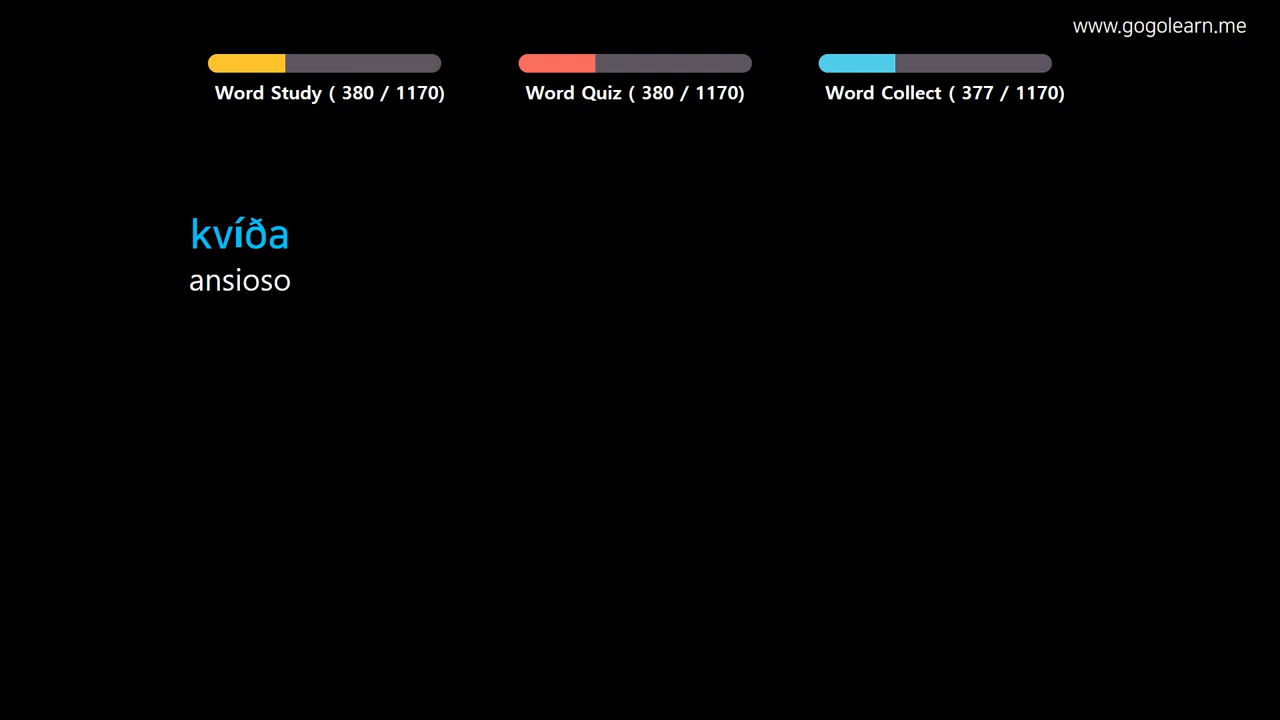 www.gogolearn.me
Word Study ( 380 / 1170)
Word Quiz ( 380 / 1170)
Word Collect ( 377 / 1170)
kvíða
ansioso